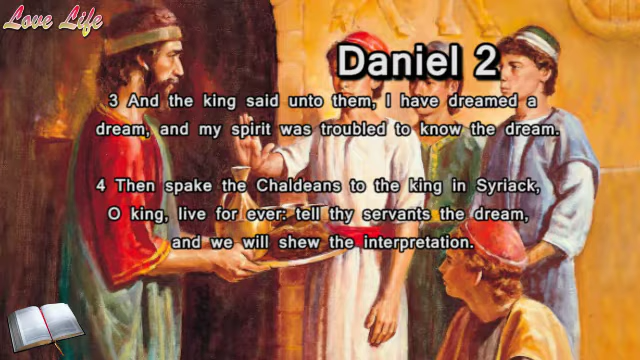 Love Life
Daniel 2
3 And the king said unto them, I have dreamed a
dream, and my spirit was troubled to know the dream.
4 Then spake the Chaldeans to the king in Syriack,
O king, live for ever: tell thy servants the dream,
and we will shew the interpretation.